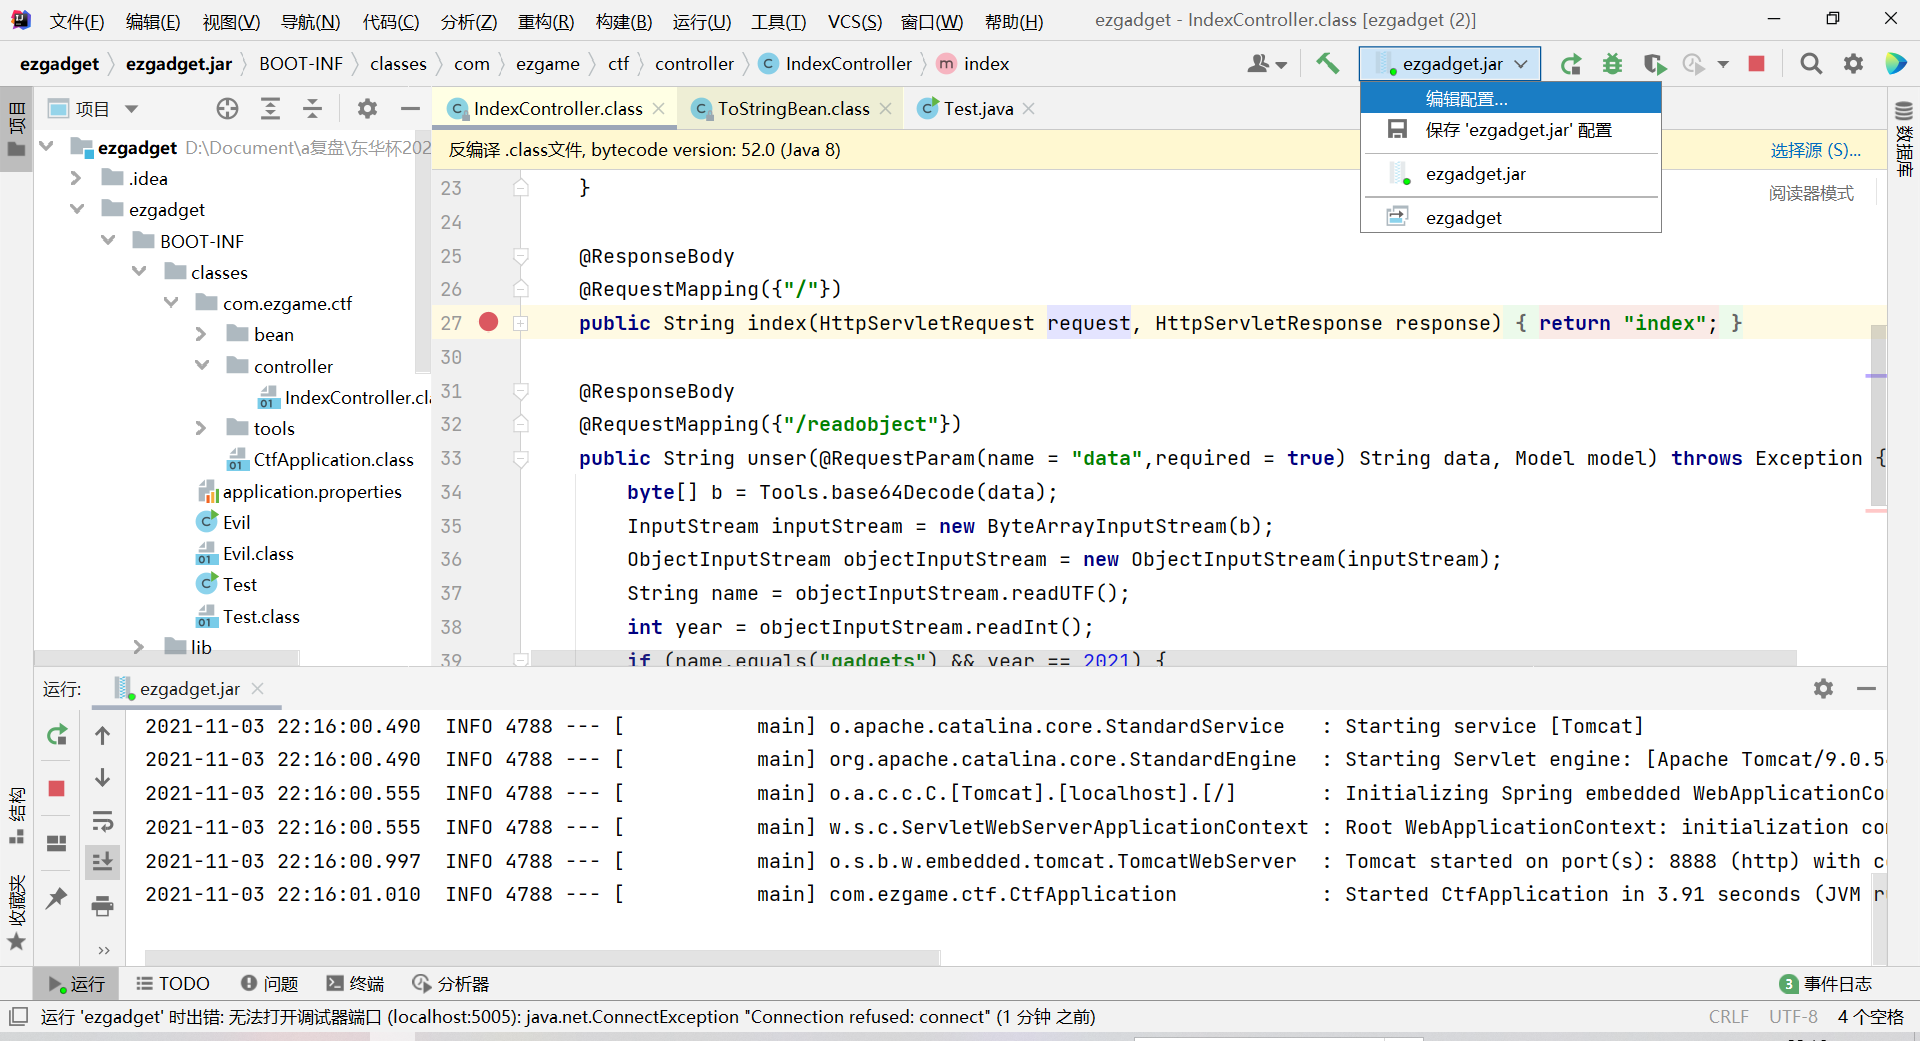 文件(F) 编辑(E) 视图(V) 导航(N) 代码(C) 分析(Z) 重构(R) 构建(B) 运行(U) 工具(T) VCS(S) 窗口(W) 帮助(H) ezgadget - IndexController.class [ezgadget (2)]
ezgadget ezgadget.jar BOOT-INF classes com ezgame ctf controller IndexController index ezgadget.jar
编辑配置...
保存 'ezgadget.jar' 配置
ezgadget.jar
ezgadget
项目
IndexController.class ToStringBean.class Test.java
反编译 .class文件, bytecode version: 52.0 (Java 8) 选择源 (S)...
阅读器模式
项目
数据库
结构
收藏夹
ezgadget D:\Document\a复盘\东华杯202
.idea
ezgadget
BOOT-INF
classes
com.ezgame.ctf
bean
controller
IndexController.cla
tools
CtfApplication.class
application.properties
Evil
Evil.class
Test
Test.class
lib
23 }
24
25 @ResponseBody
26 @RequestMapping({"/"})
27 public String index(HttpServletRequest request, HttpServletResponse response) { return "index"; }
30
31 @ResponseBody
32 @RequestMapping({"/readobject"})
33 public String unser(@RequestParam(name = "data",required = true) String data, Model model) throws Exception {
34 byte[] b = Tools.base64Decode(data);
35 InputStream inputStream = new ByteArrayInputStream(b);
36 ObjectInputStream objectInputStream = new ObjectInputStream(inputStream);
37 String name = objectInputStream.readUTF();
38 int year = objectInputStream.readInt();
39 if (name.equals("gadgets") && year == 2021) {
运行: ezgadget.jar
2021-11-03 22:16:00.490 INFO 4788 --- [ main] o.apache.catalina.core.StandardService : Starting service [Tomcat]
2021-11-03 22:16:00.490 INFO 4788 --- [ main] org.apache.catalina.core.StandardEngine : Starting Servlet engine: [Apache Tomcat/9.0.5
2021-11-03 22:16:00.555 INFO 4788 --- [ main] o.a.c.c.C.[Tomcat].[localhost].[/] : Initializing Spring embedded WebApplicationCo
2021-11-03 22:16:00.555 INFO 4788 --- [ main] w.s.c.ServletWebServerApplicationContext : Root WebApplicationContext: initialization co
2021-11-03 22:16:00.997 INFO 4788 --- [ main] o.s.b.w.embedded.tomcat.TomcatWebServer : Tomcat started on port(s): 8888 (http) with c
2021-11-03 22:16:01.010 INFO 4788 --- [ main] com.ezgame.ctf.CtfApplication : Started CtfApplication in 3.91 seconds (JVM r
运行 TODO 问题 终端 分析器 3 事件日志
运行 'ezgadget' 时出错: 无法打开调试器端口 (localhost:5005): java.net.ConnectException "Connection refused: connect" (1 分钟 之前) CRLF UTF-8 4 个空格